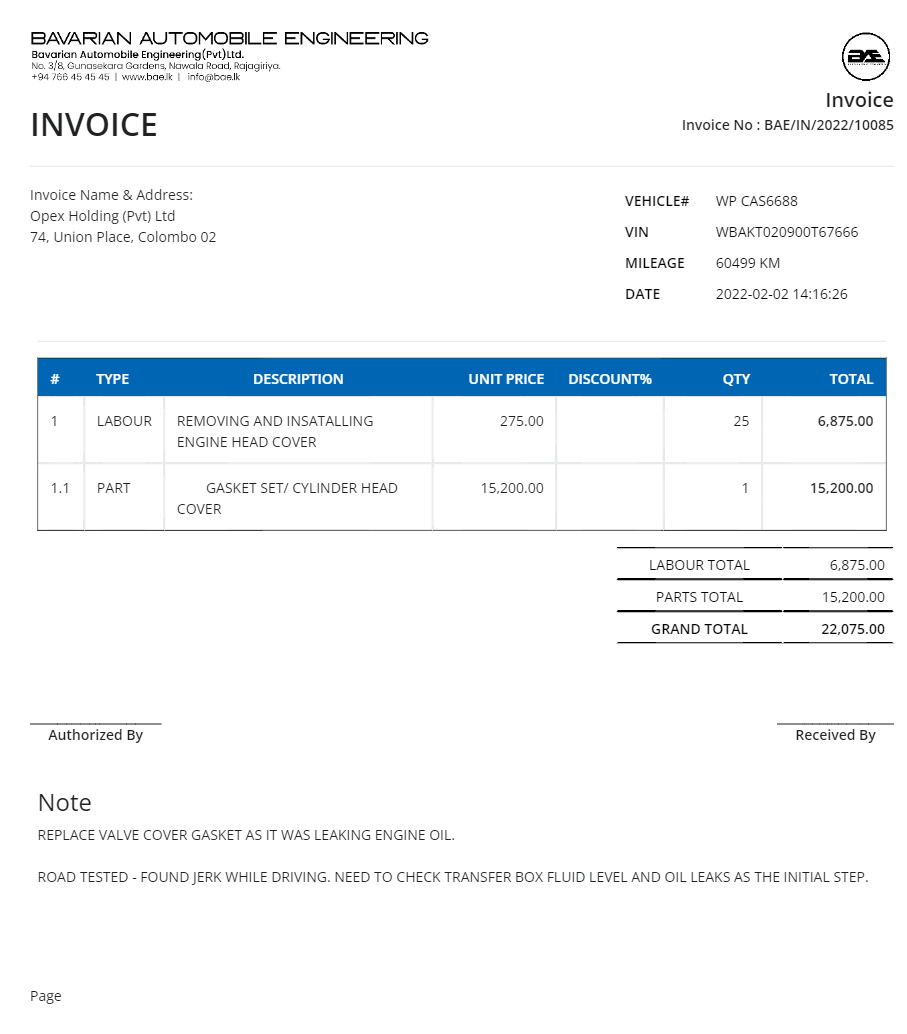 BAVARIAN AUTOMOBILE ENGINEERING
Bavarian Automobile Engineering(Pvt)Ltd.
No. 3/8, Gunasekara Gardens, Nawala Road, Rajagiriya.
+94 766 45 45 45 | www.bae.lk | info@bae.lk
BAE
Invoice
INVOICE
Invoice No : BAE/IN/2022/10085
Invoice Name & Address:
Opex Holding (Pvt) Ltd
74, Union Place, Colombo 02
VEHICLE# WP CAS6688
VIN WBAKT020900T67666
MILEAGE 60499 KM
DATE 2022-02-02 14:16:26
# TYPE DESCRIPTION UNIT PRICE DISCOUNT% QTY TOTAL
1 LABOUR REMOVING AND INSATALLING 275.00 25 6,875.00
ENGINE HEAD COVER
1.1 PART GASKET SET/ CYLINDER HEAD 15,200.00 1 15,200.00
COVER
LABOUR TOTAL 6,875.00
PARTS TOTAL 15,200.00
GRAND TOTAL 22,075.00
Authorized By Received By
Note
REPLACE VALVE COVER GASKET AS IT WAS LEAKING ENGINE OIL.
ROAD TESTED - FOUND JERK WHILE DRIVING. NEED TO CHECK TRANSFER BOX FLUID LEVEL AND OIL LEAKS AS THE INITIAL STEP.
Page